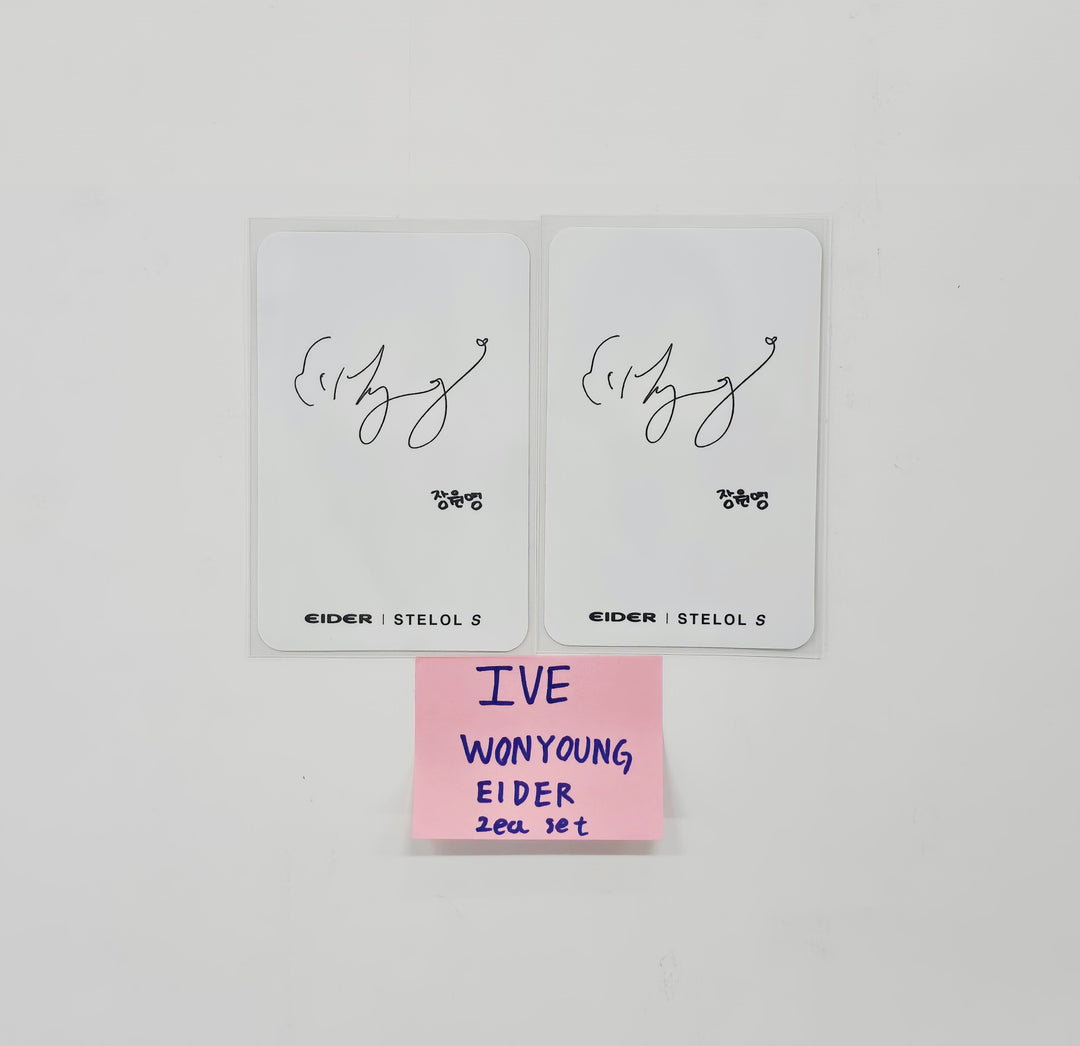 장원영
EIDER | STELOL S
장원영
EIDER | STELOL S
IVE
WONYOUNG
EIDER
2ea set